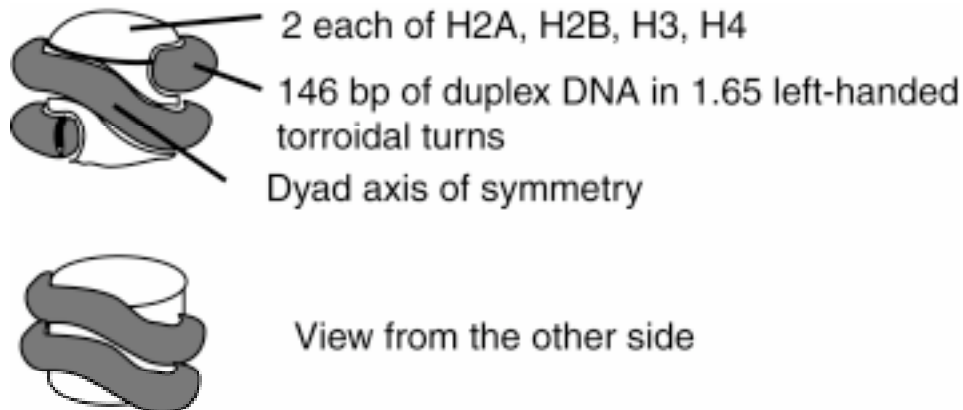 2 each of H2A, H2B, H3, H4
146 bp of duplex DNA in 1.65 left-handed
torroidal turns
Dyad axis of symmetry
View from the other side